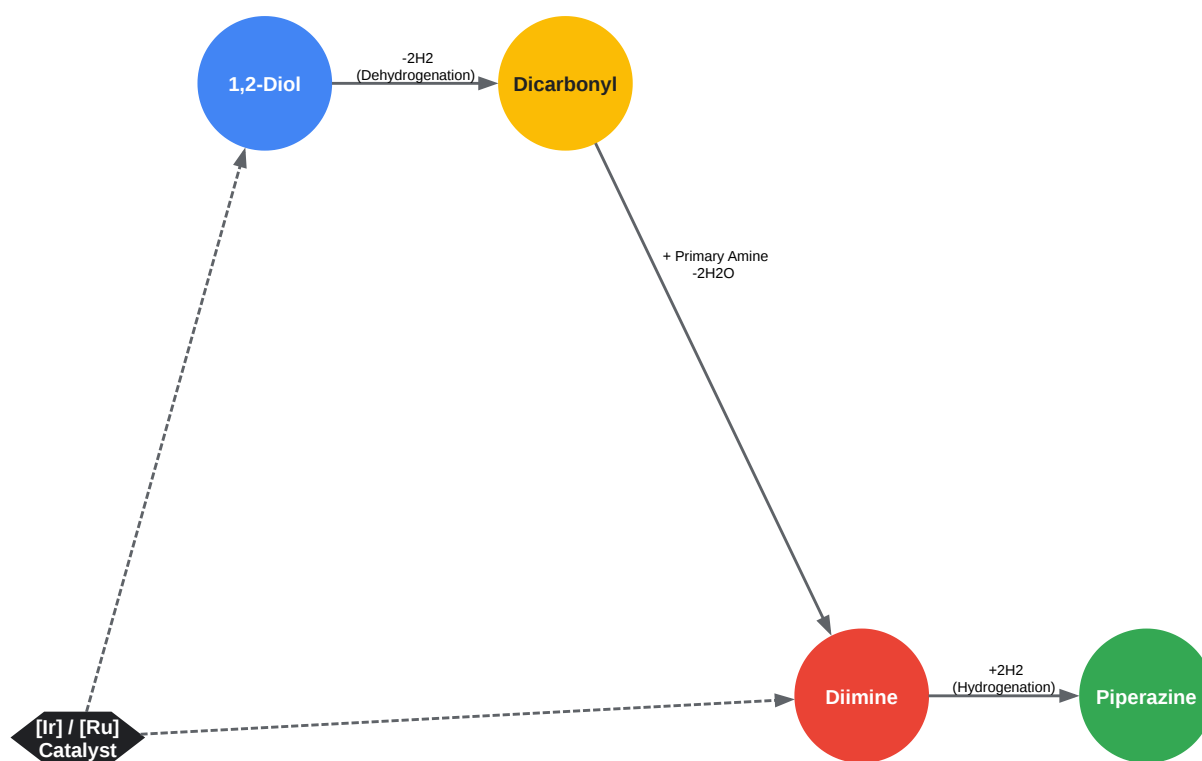 -2H2
(Dehydrogenation)
1,2-Diol
Dicarbonyl
+ Primary Amine
-2H2O
+2H2
(Hydrogenation)
Diimine
Piperazine
[Ir] / [Ru]
Catalyst